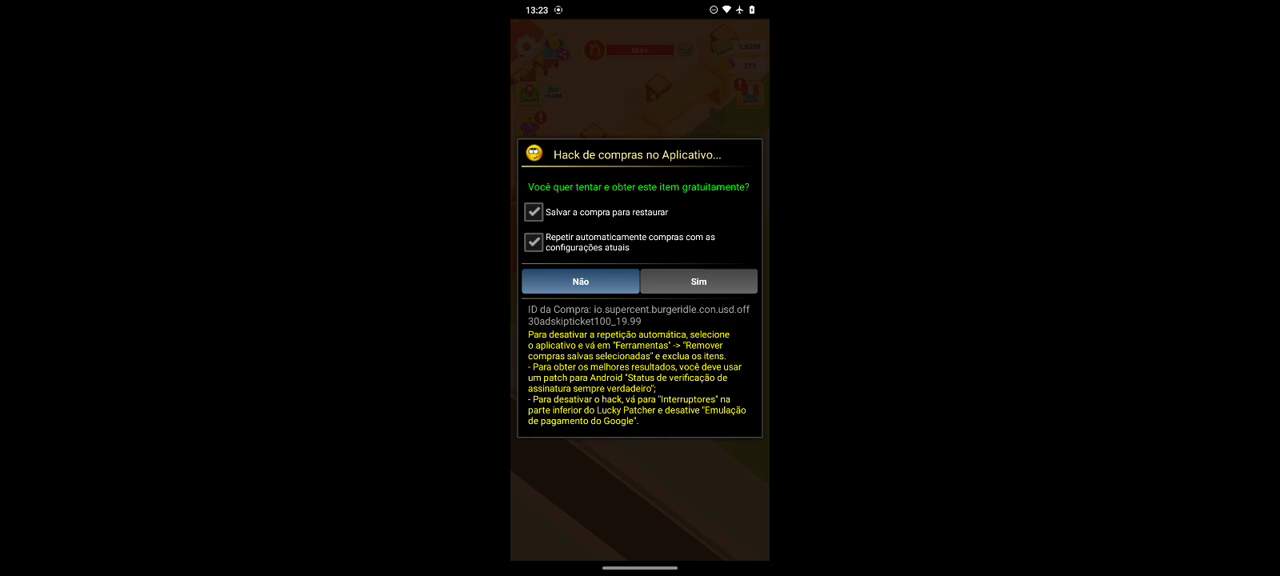 13:23
Max
1,62M
377
Hack de compras no Aplicativo...
Você quer tentar e obter este item gratuitamente?
Salvar a compra para restaurar
Repetir automaticamente compras com as
configurações atuais
Não Sim
ID da Compra: io.supercent.burgeridle.con.usd.off
30adskipticket100_19.99
Para desativar a repetição automática, selecione
o aplicativo e vá em "Ferramentas" -> "Remover
compras salvas selecionadas" e exclua os itens.
- Para obter os melhores resultados, você deve usar
um patch para Android "Status de verificação de
assinatura sempre verdadeiro";
- Para desativar o hack, vá para "Interruptores" na
parte inferior do Lucky Patcher e desative "Emulação
de pagamento do Google".